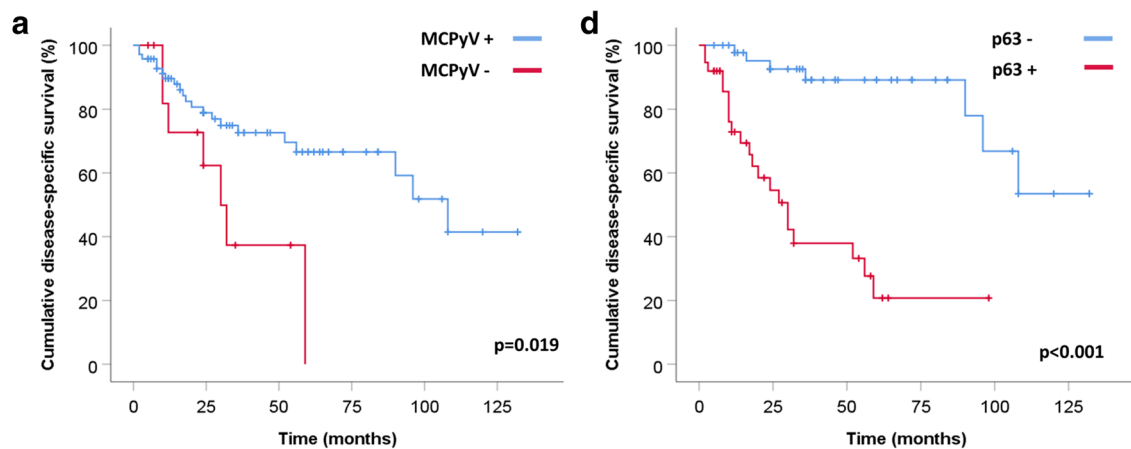 a
MCPyV +
MCPyV -
Cumulative disease-specific survival (%)
100
80
60
40
20
0
p=0.019
0 25 50 75 100 125
Time (months)
d
p63 -
p63 +
Cumulative disease-specific survival (%)
100
80
60
40
20
0
p<0.001
0 25 50 75 100 125
Time (months)